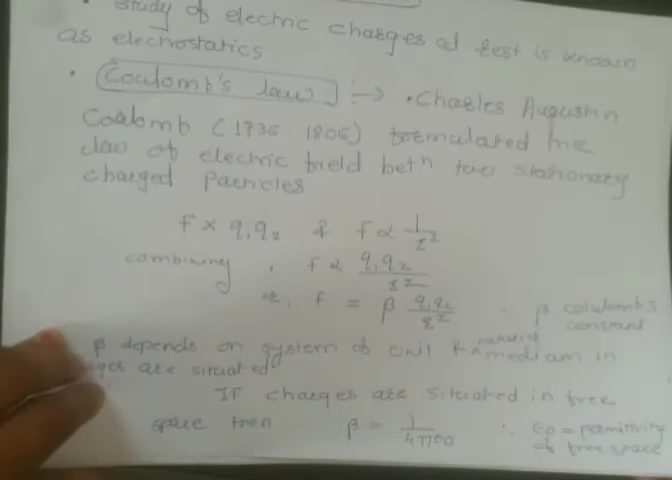 • Study of electric charges at rest is known
as electrostatics
• Coulomb's law :→ • Charles Augustin
Coulomb (1736-1806) formulated the
law of electric field betⁿ two stationary
charged particles
F ∝ q₁q₂ & F ∝ 1/r²
combining, F ∝ q₁q₂/r²
or, F = β q₁q₂/r² ∵ β coulomb's
constant
β depends on system of unit & nature of medium in
ges are situated
IF charges are situated in free
space then β = 1/4πε₀ ∵ ε₀ = permitivity
of free space